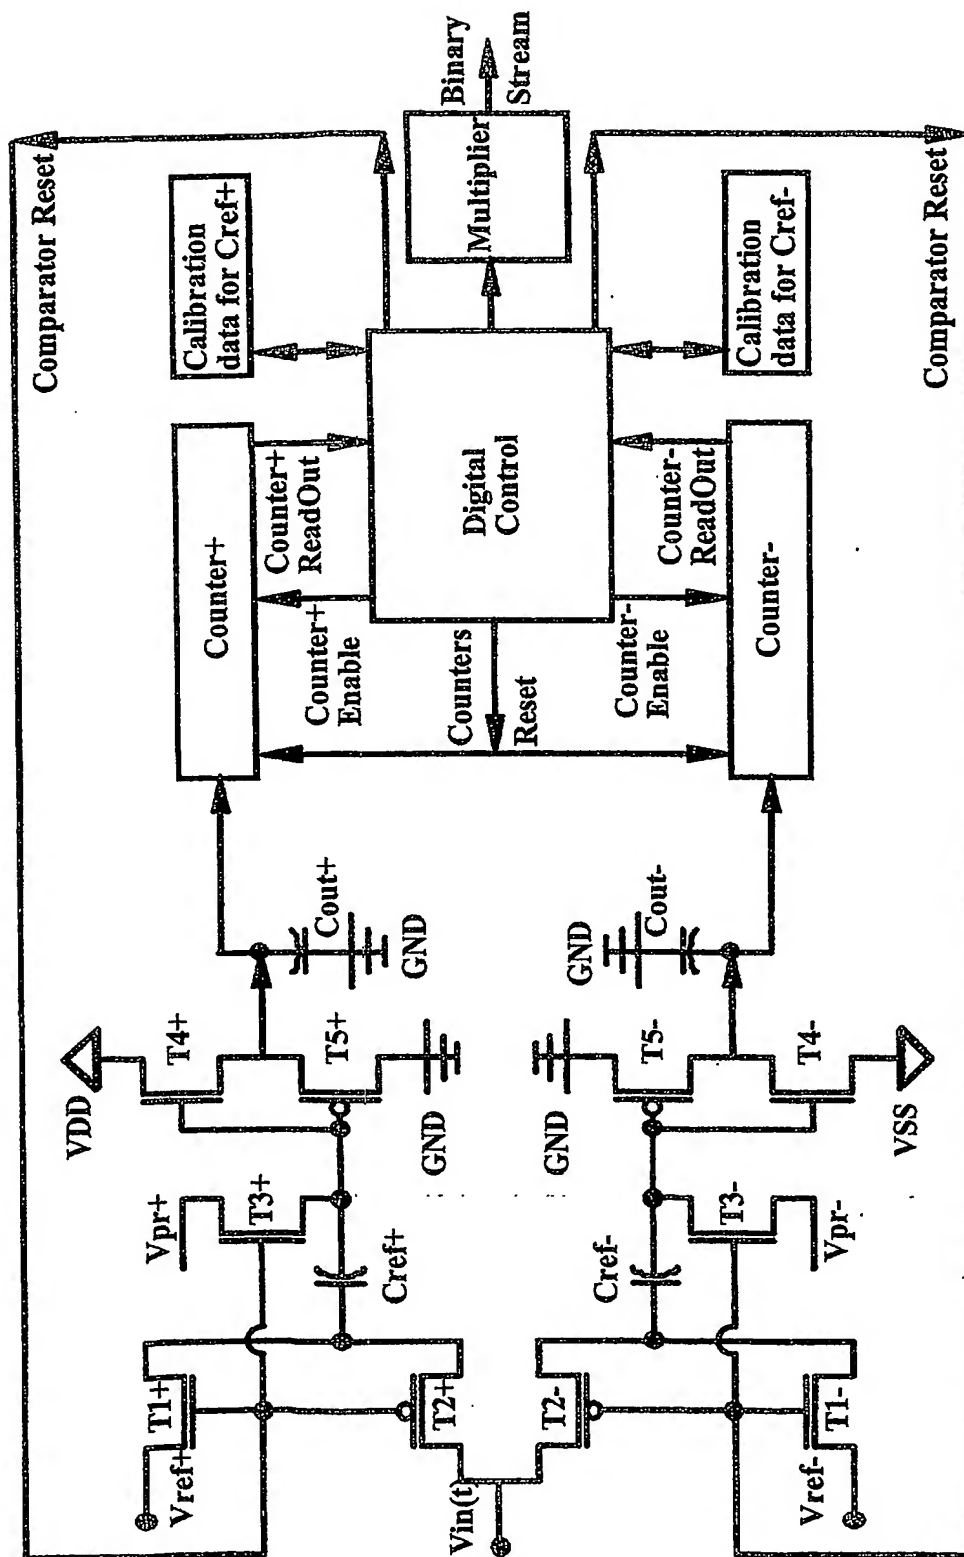 Comparator Reset
Calibration
data for Cref+
Binary
Stream
Multiplier
Calibration
data for Cref-
Comparator Reset
Counter+
Counter+
ReadOut
Counter+
Enable
Digital
Control
Counters
Reset
Counter-
ReadOut
Counter-
Enable
Counter-
Cout+
GND
GND
Cout-
VDD
T4+
T5+
GND
GND
T5-
T4-
VSS
Vpr+
T3+
Cref+
Cref-
T3-
Vpr-
T1+
Vref+
T2+
Vin(t)
T2-
T1-
Vref-